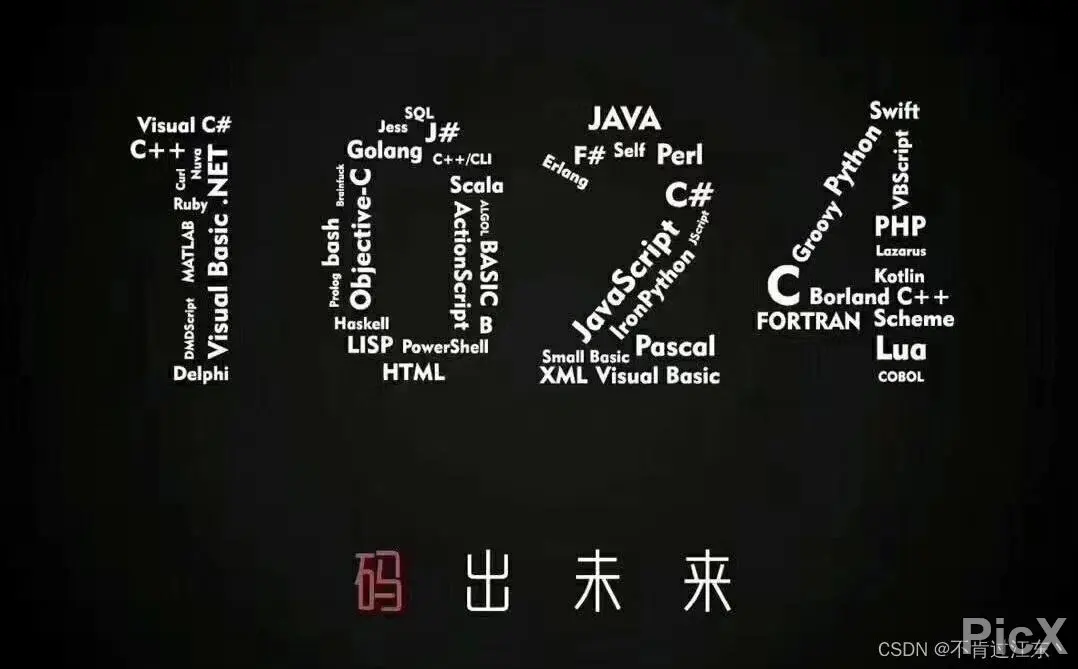 Visual C#
C++
Nuva
Curl
.NET
Ruby
MATLAB
Visual Basic
DMDScript
Delphi
SQL
Jess
J#
Golang
C++/CLI
Brainfuck
Objective-C
Scala
ALGOL
bash
ActionScript
BASIC
Prolog
B
Haskell
LISP
PowerShell
HTML
JAVA
F#
Self
Perl
Erlang
C#
JScript
JavaScript
IronPython
Small Basic
Pascal
XML
Visual Basic
Swift
Python
VBScript
Groovy
PHP
Lazarus
Kotlin
C
Borland C++
FORTRAN
Scheme
Lua
COBOL
码出未来
PicX
CSDN @不肯过江东